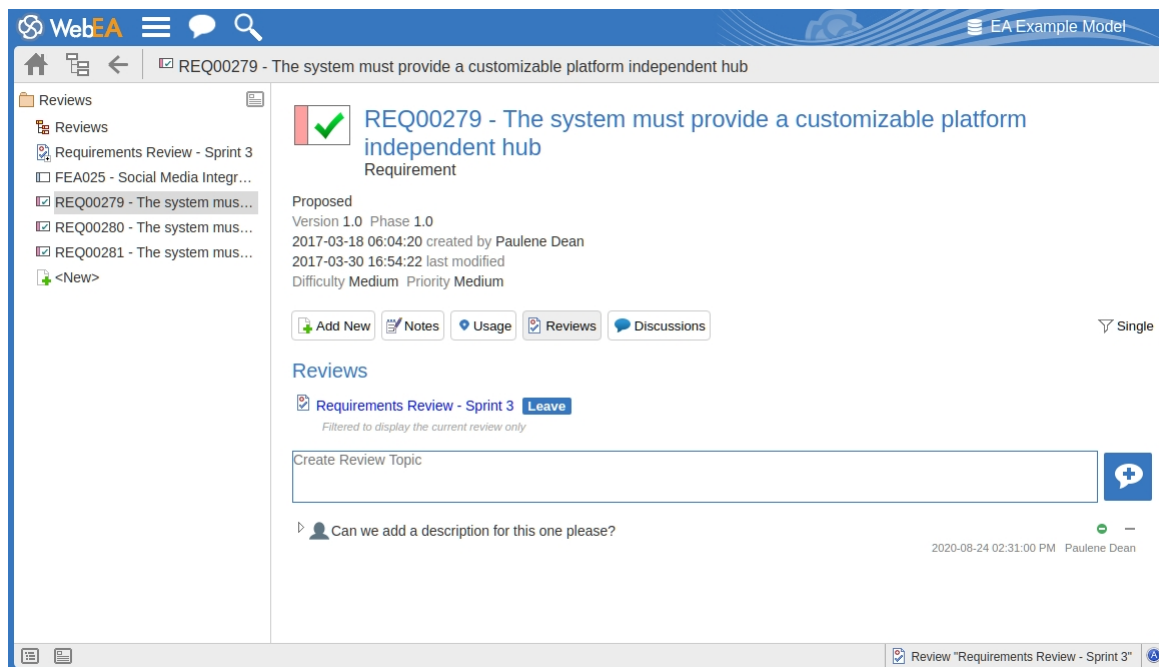 WebEA
EA Example Model
REQ00279 - The system must provide a customizable platform independent hub
Reviews
Reviews
Requirements Review - Sprint 3
FEA025 - Social Media Integr...
REQ00279 - The system mus...
REQ00280 - The system mus...
REQ00281 - The system mus...
<New>
REQ00279 - The system must provide a customizable platform
independent hub
Requirement
Proposed
Version 1.0 Phase 1.0
2017-03-18 06:04:20 created by Paulene Dean
2017-03-30 16:54:22 last modified
Difficulty Medium Priority Medium
Add New Notes Usage Reviews Discussions Single
Reviews
Requirements Review - Sprint 3 Leave
Filtered to display the current review only
Create Review Topic
Can we add a description for this one please?
2020-08-24 02:31:00 PM Paulene Dean
Review "Requirements Review - Sprint 3"